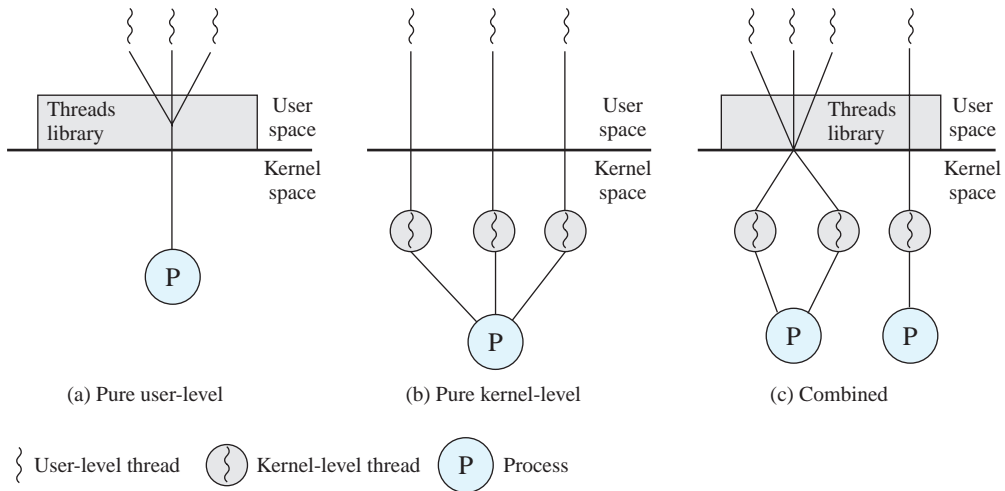 Threads
library
User
space
Kernel
space
P
(a) Pure user-level
User
space
Kernel
space
P
(b) Pure kernel-level
Threads
library
User
space
Kernel
space
P
P
(c) Combined
User-level thread
Kernel-level thread
P
Process